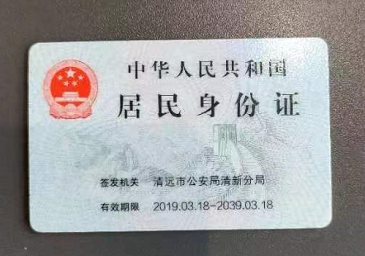 中华人民共和国
居民身份证
签发机关 清远市公安局清新分局
有效期限 2019.03.18-2039.03.18